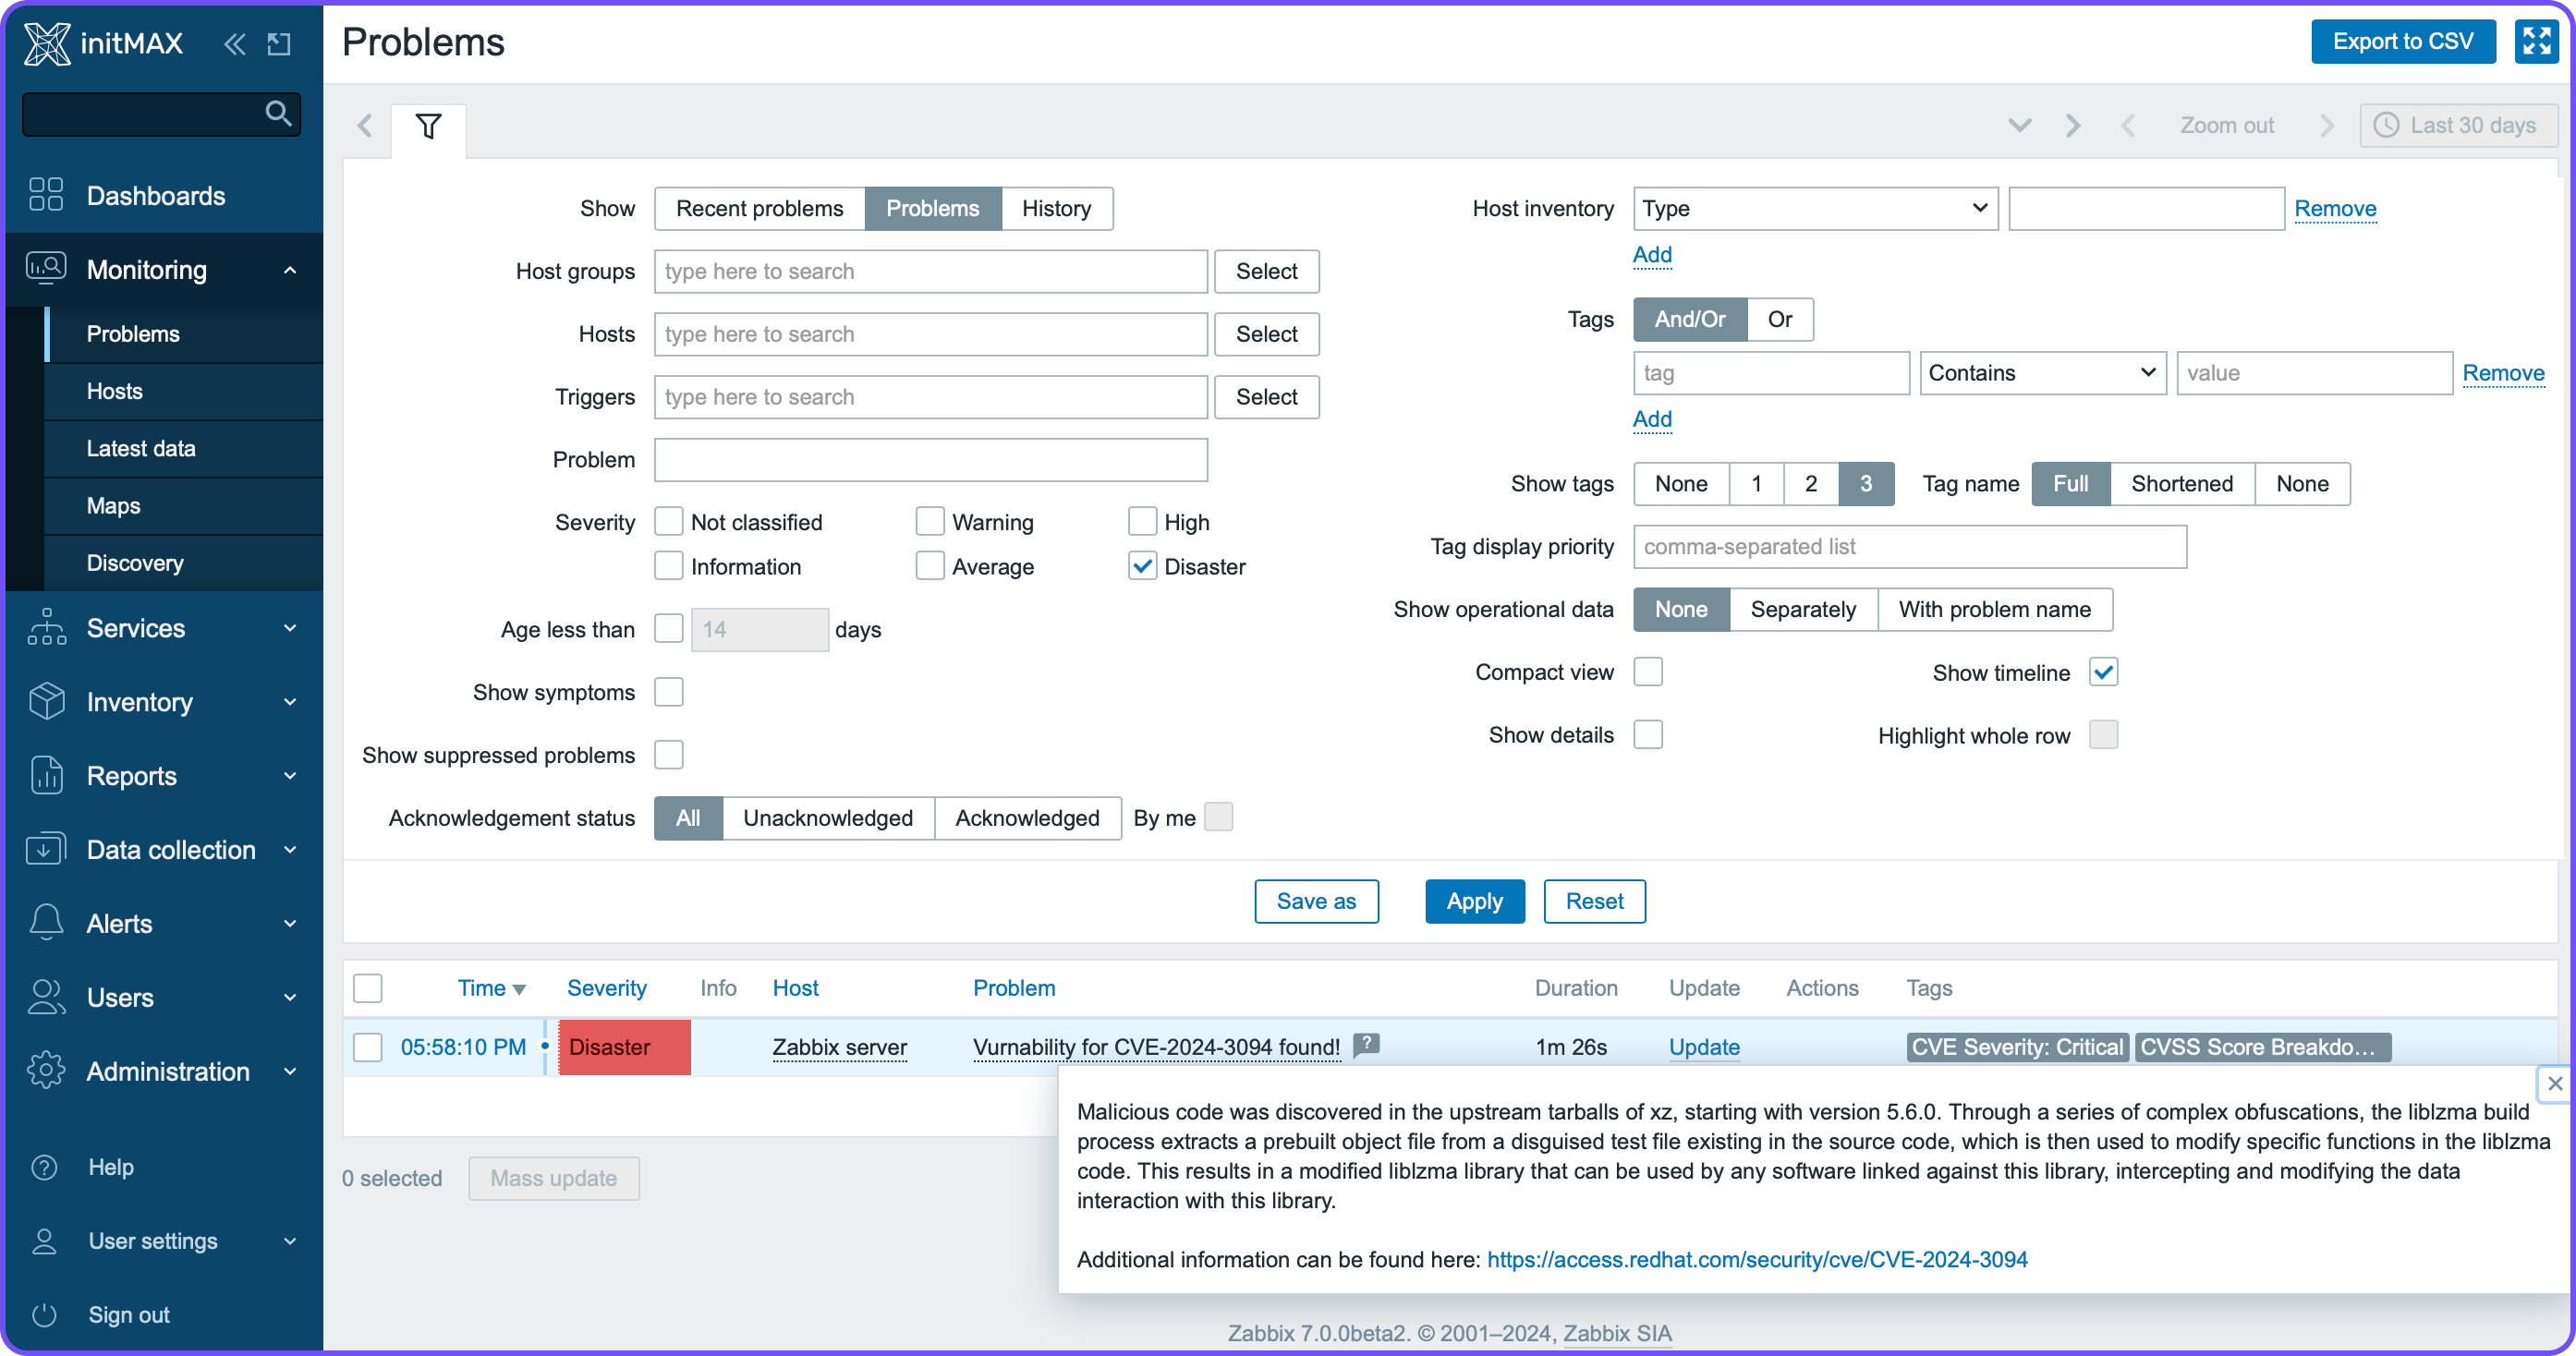 initMAX
Problems
Export to CSV
Zoom out
Last 30 days
Dashboards
Monitoring
Problems
Hosts
Latest data
Maps
Discovery
Services
Inventory
Reports
Data collection
Alerts
Users
Administration
Help
User settings
Sign out
Show Recent problems Problems History
Host groups type here to search Select
Hosts type here to search Select
Triggers type here to search Select
Problem
Severity Not classified Warning High
Information Average Disaster
Age less than 14 days
Show symptoms
Show suppressed problems
Acknowledgement status All Unacknowledged Acknowledged By me
Host inventory Type Remove
Add
Tags And/Or Or
tag Contains value Remove
Add
Show tags None 1 2 3 Tag name Full Shortened None
Tag display priority comma-separated list
Show operational data None Separately With problem name
Compact view Show timeline
Show details Highlight whole row
Save as Apply Reset
Time Severity Info Host Problem Duration Update Actions Tags
05:58:10 PM Disaster Zabbix server Vurnability for CVE-2024-3094 found! ? 1m 26s Update CVE Severity: Critical CVSS Score Breakdo...
Malicious code was discovered in the upstream tarballs of xz, starting with version 5.6.0. Through a series of complex obfuscations, the liblzma build
process extracts a prebuilt object file from a disguised test file existing in the source code, which is then used to modify specific functions in the liblzma
code. This results in a modified liblzma library that can be used by any software linked against this library, intercepting and modifying the data
interaction with this library.
Additional information can be found here: https://access.redhat.com/security/cve/CVE-2024-3094
0 selected Mass update
Zabbix 7.0.0beta2. © 2001–2024, Zabbix SIA